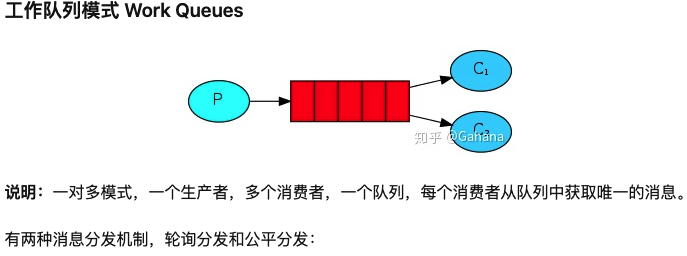 工作队列模式 Work Queues
P
C₁
C₂
知乎 @Gahana
说明：一对多模式，一个生产者，多个消费者，一个队列，每个消费者从队列中获取唯一的消息。
有两种消息分发机制，轮询分发和公平分发：